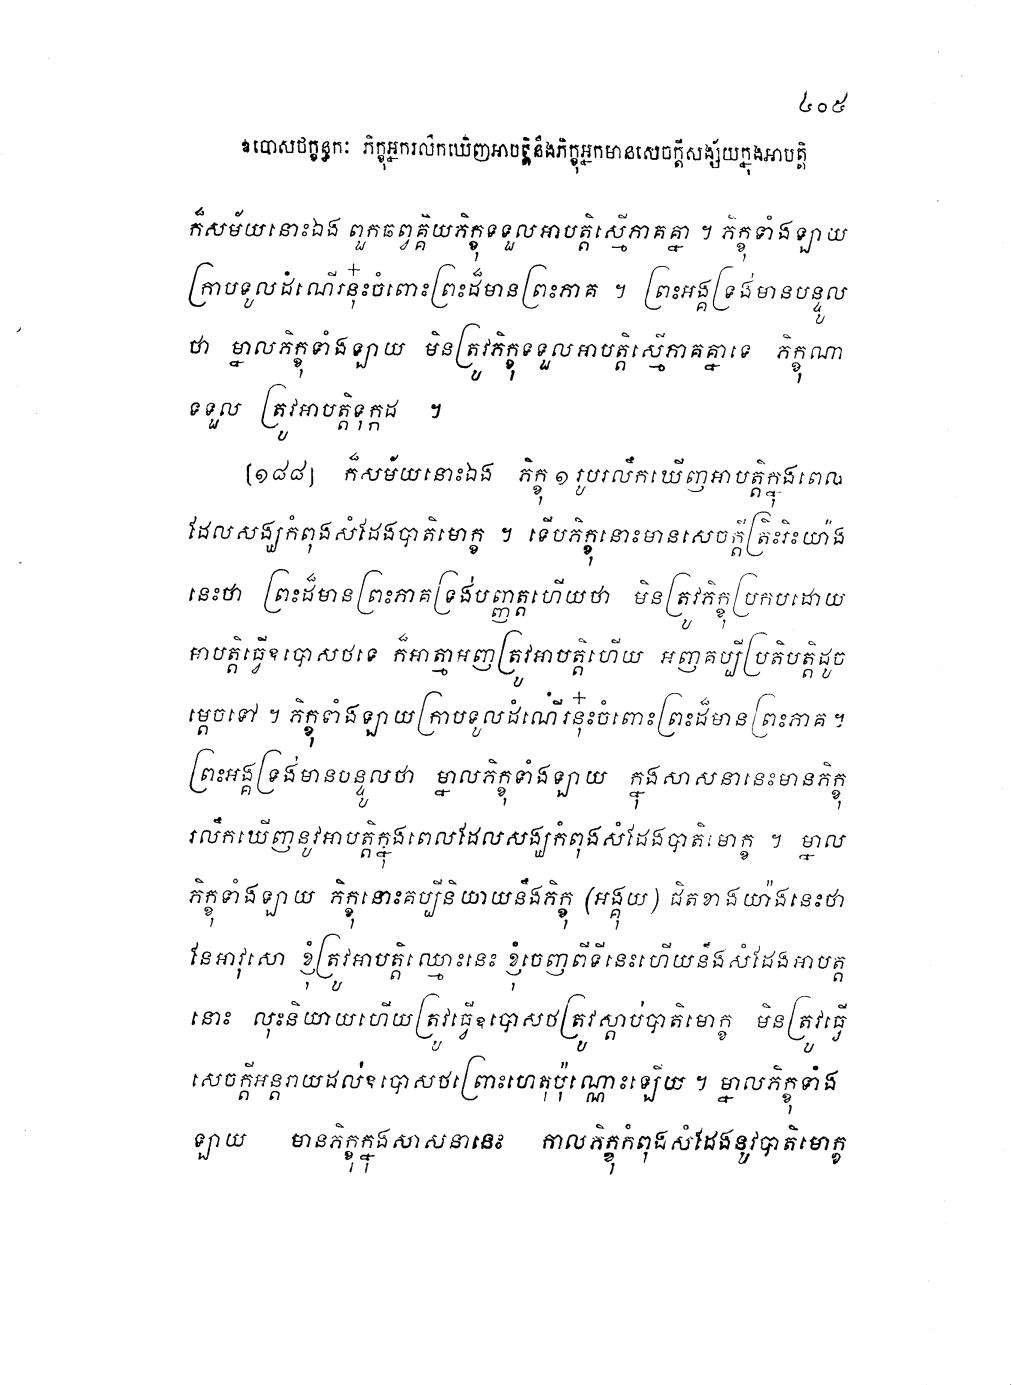 ៤០៥
ឧបោសថក្ខន្ធកៈ ភិក្ខុអ្នករលឹកឃើញអាបត្តិនឹងភិក្ខុអ្នកមានសេចក្តីសង្ស័យក្នុងអាបត្តិ
ក៏សម័យនោះឯង ពួកឆព្វគ្គិយភិក្ខុទទួលអាបត្តិស្មើភាគគ្នា ។ ភិក្ខុទាំងឡាយ
ក្រាបទូលដំណើរនុ៎ះចំពោះព្រះដ៏មានព្រះភាគ ។ ព្រះអង្គទ្រង់មានបន្ទូល
ថា ម្នាលភិក្ខុទាំងឡាយ មិនត្រូវភិក្ខុទទួលអាបត្តិស្មើភាគគ្នាទេ ភិក្ខុណា
ទទួល ត្រូវអាបត្តិទុក្កដ ។
[១៨៨] ក៏សម័យនោះឯង ភិក្ខុ ១ រូបរលឹកឃើញអាបត្តិក្នុងពេល
ដែលសង្ឃកំពុងសំដែងបាតិមោក្ខ ។ ទើបភិក្ខុនោះមានសេចក្តីត្រិះរិះយ៉ាង
នេះថា ព្រះដ៏មានព្រះភាគទ្រង់បញ្ញត្តហើយថា មិនត្រូវភិក្ខុប្រកបដោយ
អាបត្តិធ្វើឧបោសថទេ ក៏អាត្មាអញត្រូវអាបត្តិហើយ អញគប្បីប្រតិបត្តិដូច
ម្តេចទៅ ។ ភិក្ខុទាំងឡាយក្រាបទូលដំណើរនុ៎ះចំពោះព្រះដ៏មានព្រះភាគ ។
ព្រះអង្គទ្រង់មានបន្ទូលថា ម្នាលភិក្ខុទាំងឡាយ ក្នុងសាសនានេះមានភិក្ខុ
រលឹកឃើញនូវអាបត្តិក្នុងពេលដែលសង្ឃកំពុងសំដែងបាតិមោក្ខ ។ ម្នាល
ភិក្ខុទាំងឡាយ ភិក្ខុនោះគប្បីនិយាយនឹងភិក្ខុ (អង្គុយ) ជិតខាងយ៉ាងនេះថា
នែអាវុសោ ខ្ញុំត្រូវអាបត្តិឈ្មោះនេះ ខ្ញុំចេញពីទីនេះហើយនឹងសំដែងអាបត្ត
នោះ លុះនិយាយហើយត្រូវធ្វើឧបោសថត្រូវស្តាប់បាតិមោក្ខ មិនត្រូវធ្វើ
សេចក្តីអន្តរាយដល់ឧបោសថព្រោះហេតុប៉ុណ្ណោះឡើយ ។ ម្នាលភិក្ខុទាំង
ឡាយ មានភិក្ខុក្នុងសាសនានេះ កាលភិក្ខុកំពុងសំដែងនូវបាតិមោក្ខ